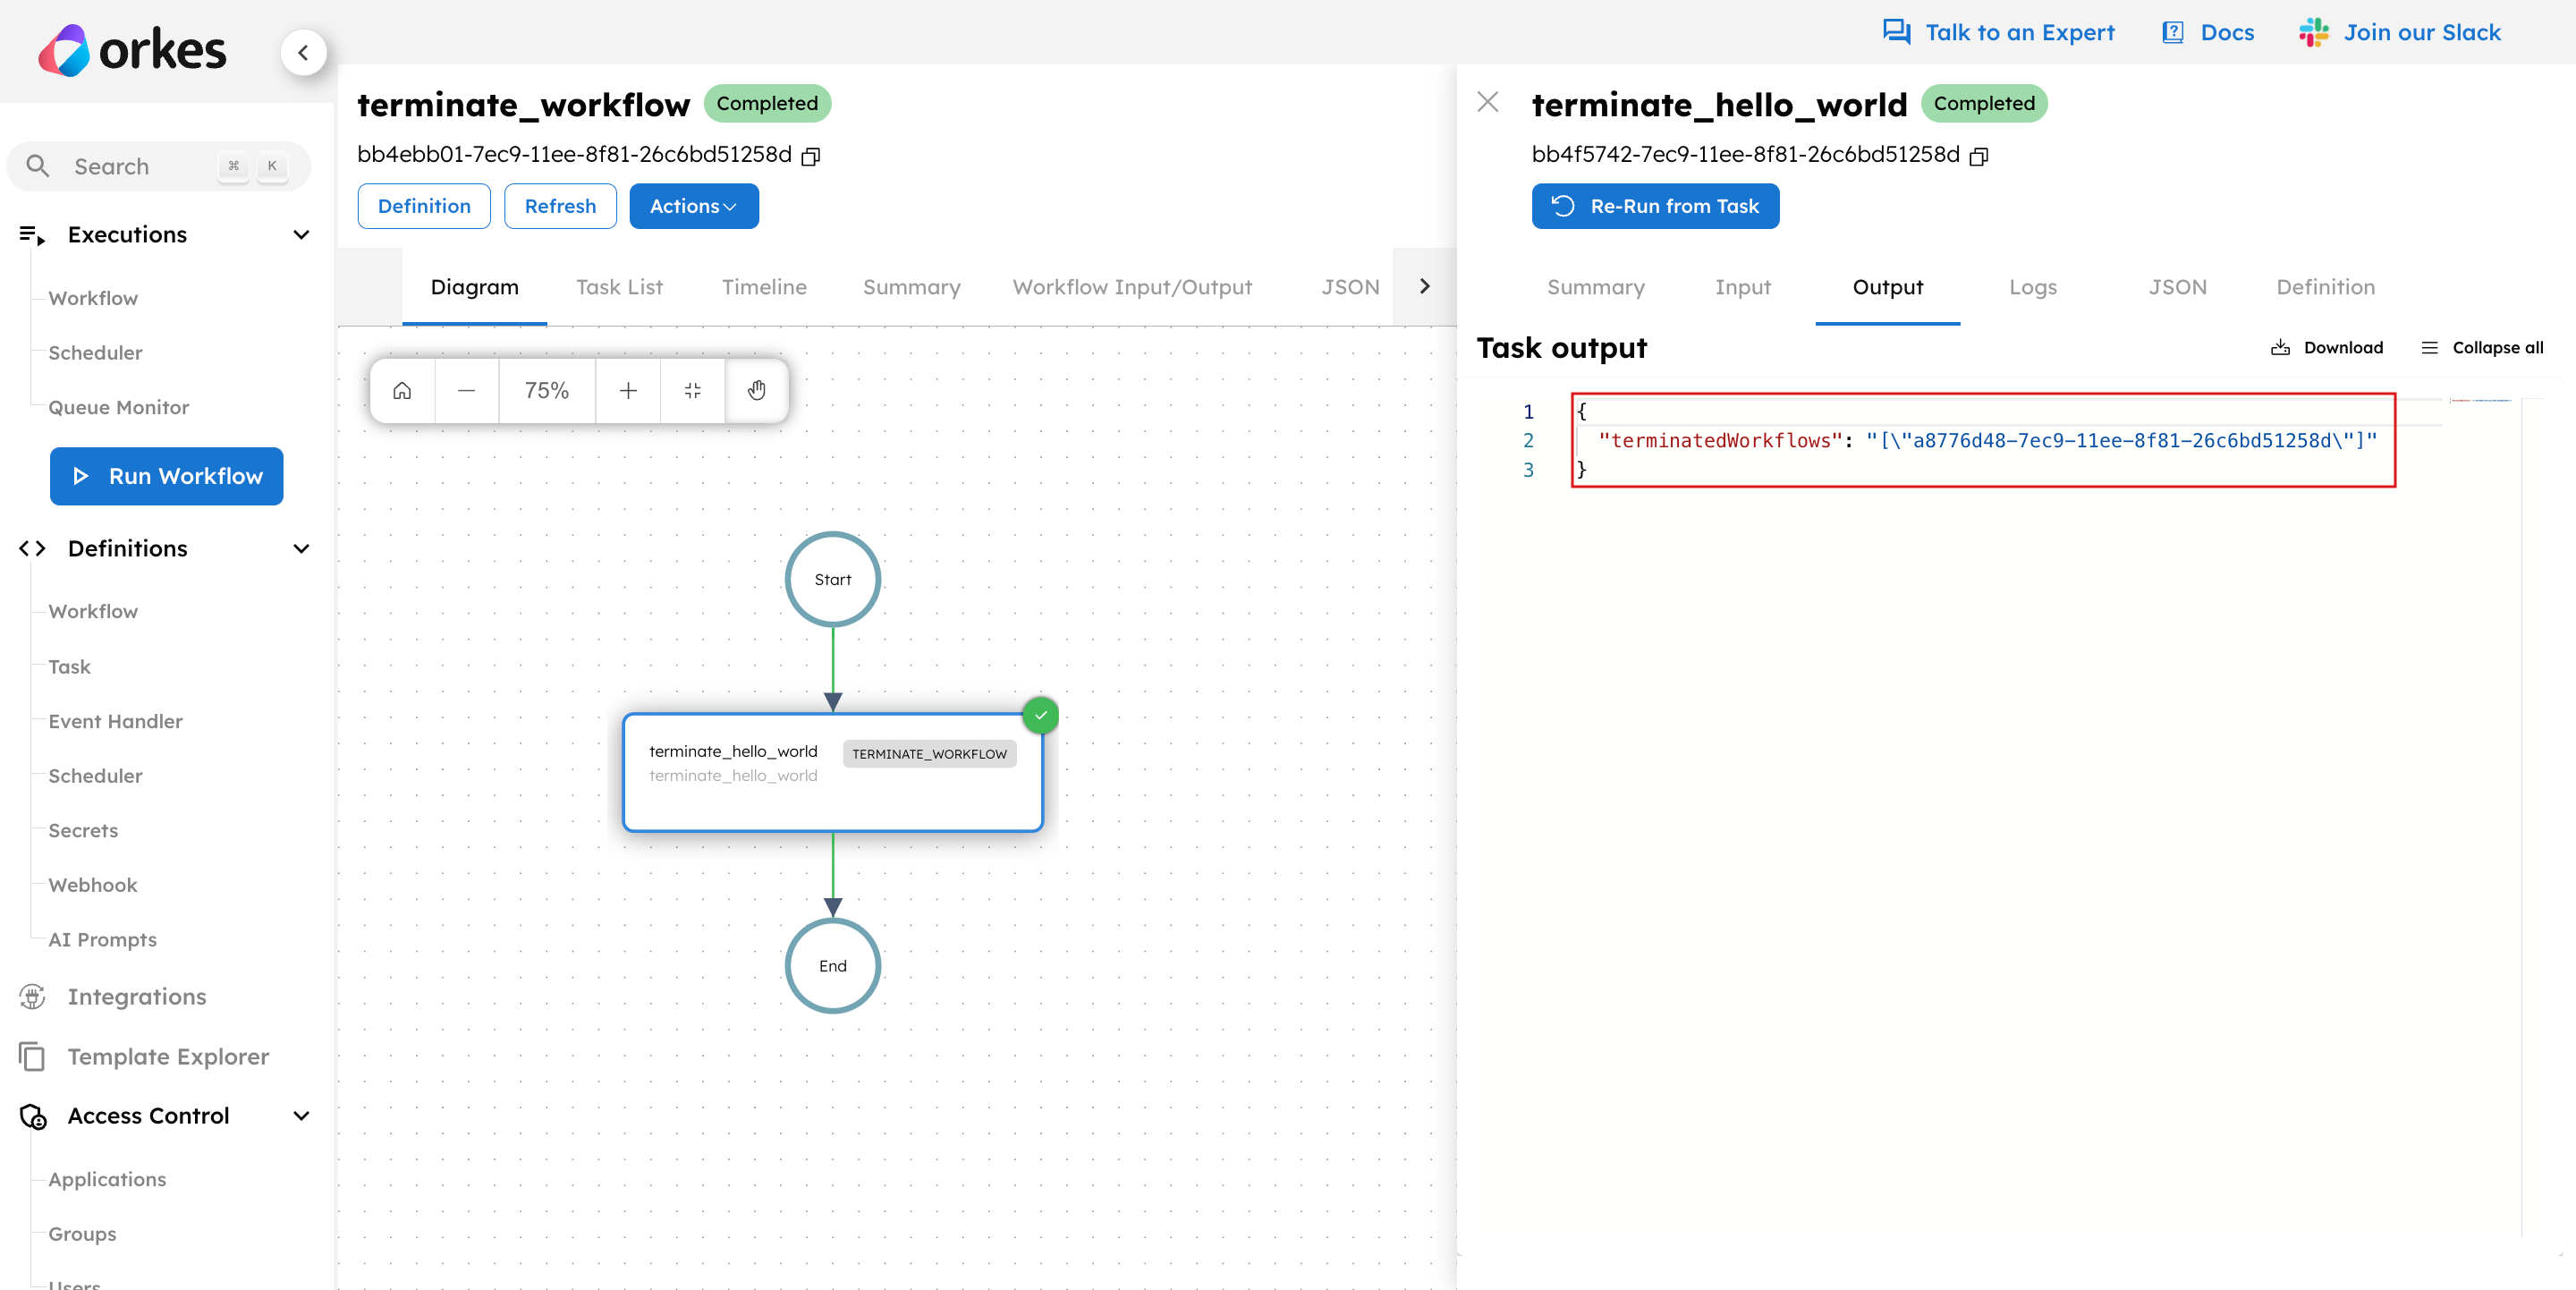 orkes
Talk to an Expert
Docs
Join our Slack
Search
⌘ K
Executions
Workflow
Scheduler
Queue Monitor
Run Workflow
Definitions
Workflow
Task
Event Handler
Scheduler
Secrets
Webhook
AI Prompts
Integrations
Template Explorer
Access Control
Applications
Groups
Users
terminate_workflow Completed
bb4ebb01-7ec9-11ee-8f81-26c6bd51258d
Definition Refresh Actions
Diagram Task List Timeline Summary Workflow Input/Output JSON
75%
Start
terminate_hello_world TERMINATE_WORKFLOW
terminate_hello_world
End
terminate_hello_world Completed
bb4f5742-7ec9-11ee-8f81-26c6bd51258d
Re-Run from Task
Summary Input Output Logs JSON Definition
Task output Download Collapse all
1 {
2 "terminatedWorkflows": "[\"a8776d48-7ec9-11ee-8f81-26c6bd51258d\"]"
3 }